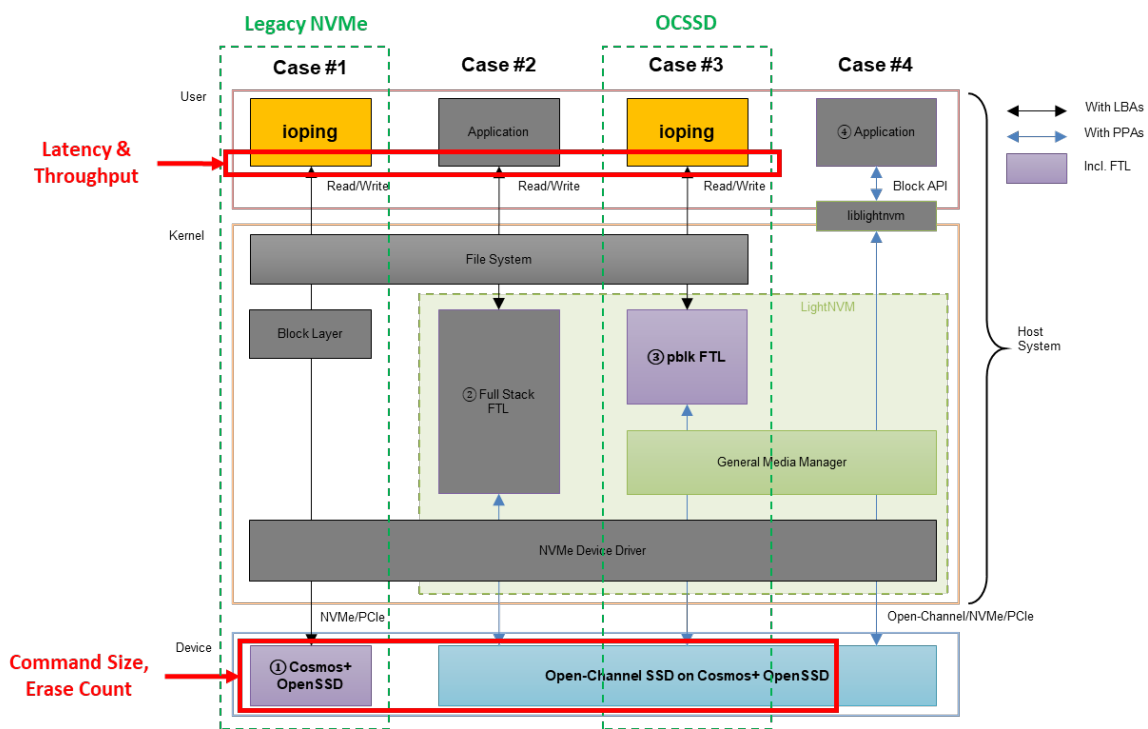 Legacy NVMe
OCSSD
Case #1
Case #2
Case #3
Case #4
User
ioping
Application
ioping
④ Application
With LBAs
With PPAs
Incl. FTL
Latency &
Throughput
Read/Write
Read/Write
Read/Write
Block API
liblightnvm
Kernel
File System
LightNVM
Block Layer
③ pblk FTL
Host
System
② Full Stack
FTL
General Media Manager
NVMe Device Driver
NVMe/PCIe
Open-Channel/NVMe/PCIe
Device
Command Size,
Erase Count
① Cosmos+
OpenSSD
Open-Channel SSD on Cosmos+ OpenSSD